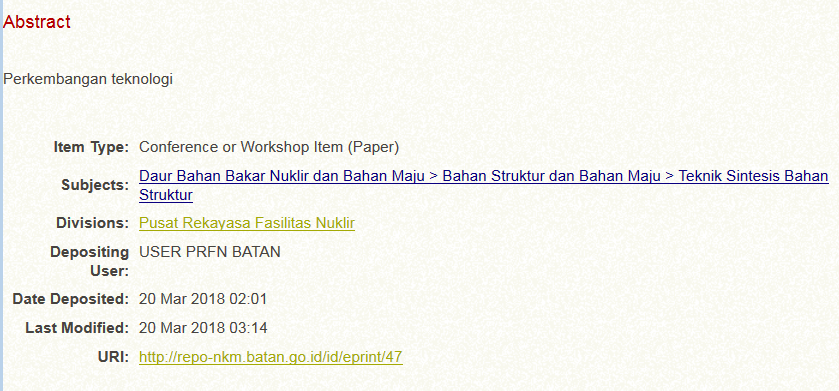 Abstract
Perkembangan teknologi
Item Type: Conference or Workshop Item (Paper)
Subjects: Daur Bahan Bakar Nuklir dan Bahan Maju > Bahan Struktur dan Bahan Maju > Teknik Sintesis Bahan
Struktur
Divisions: Pusat Rekayasa Fasilitas Nuklir
Depositing USER PRFN BATAN
User:
Date Deposited: 20 Mar 2018 02:01
Last Modified: 20 Mar 2018 03:14
URI: http://repo-nkm.batan.go.id/id/eprint/47